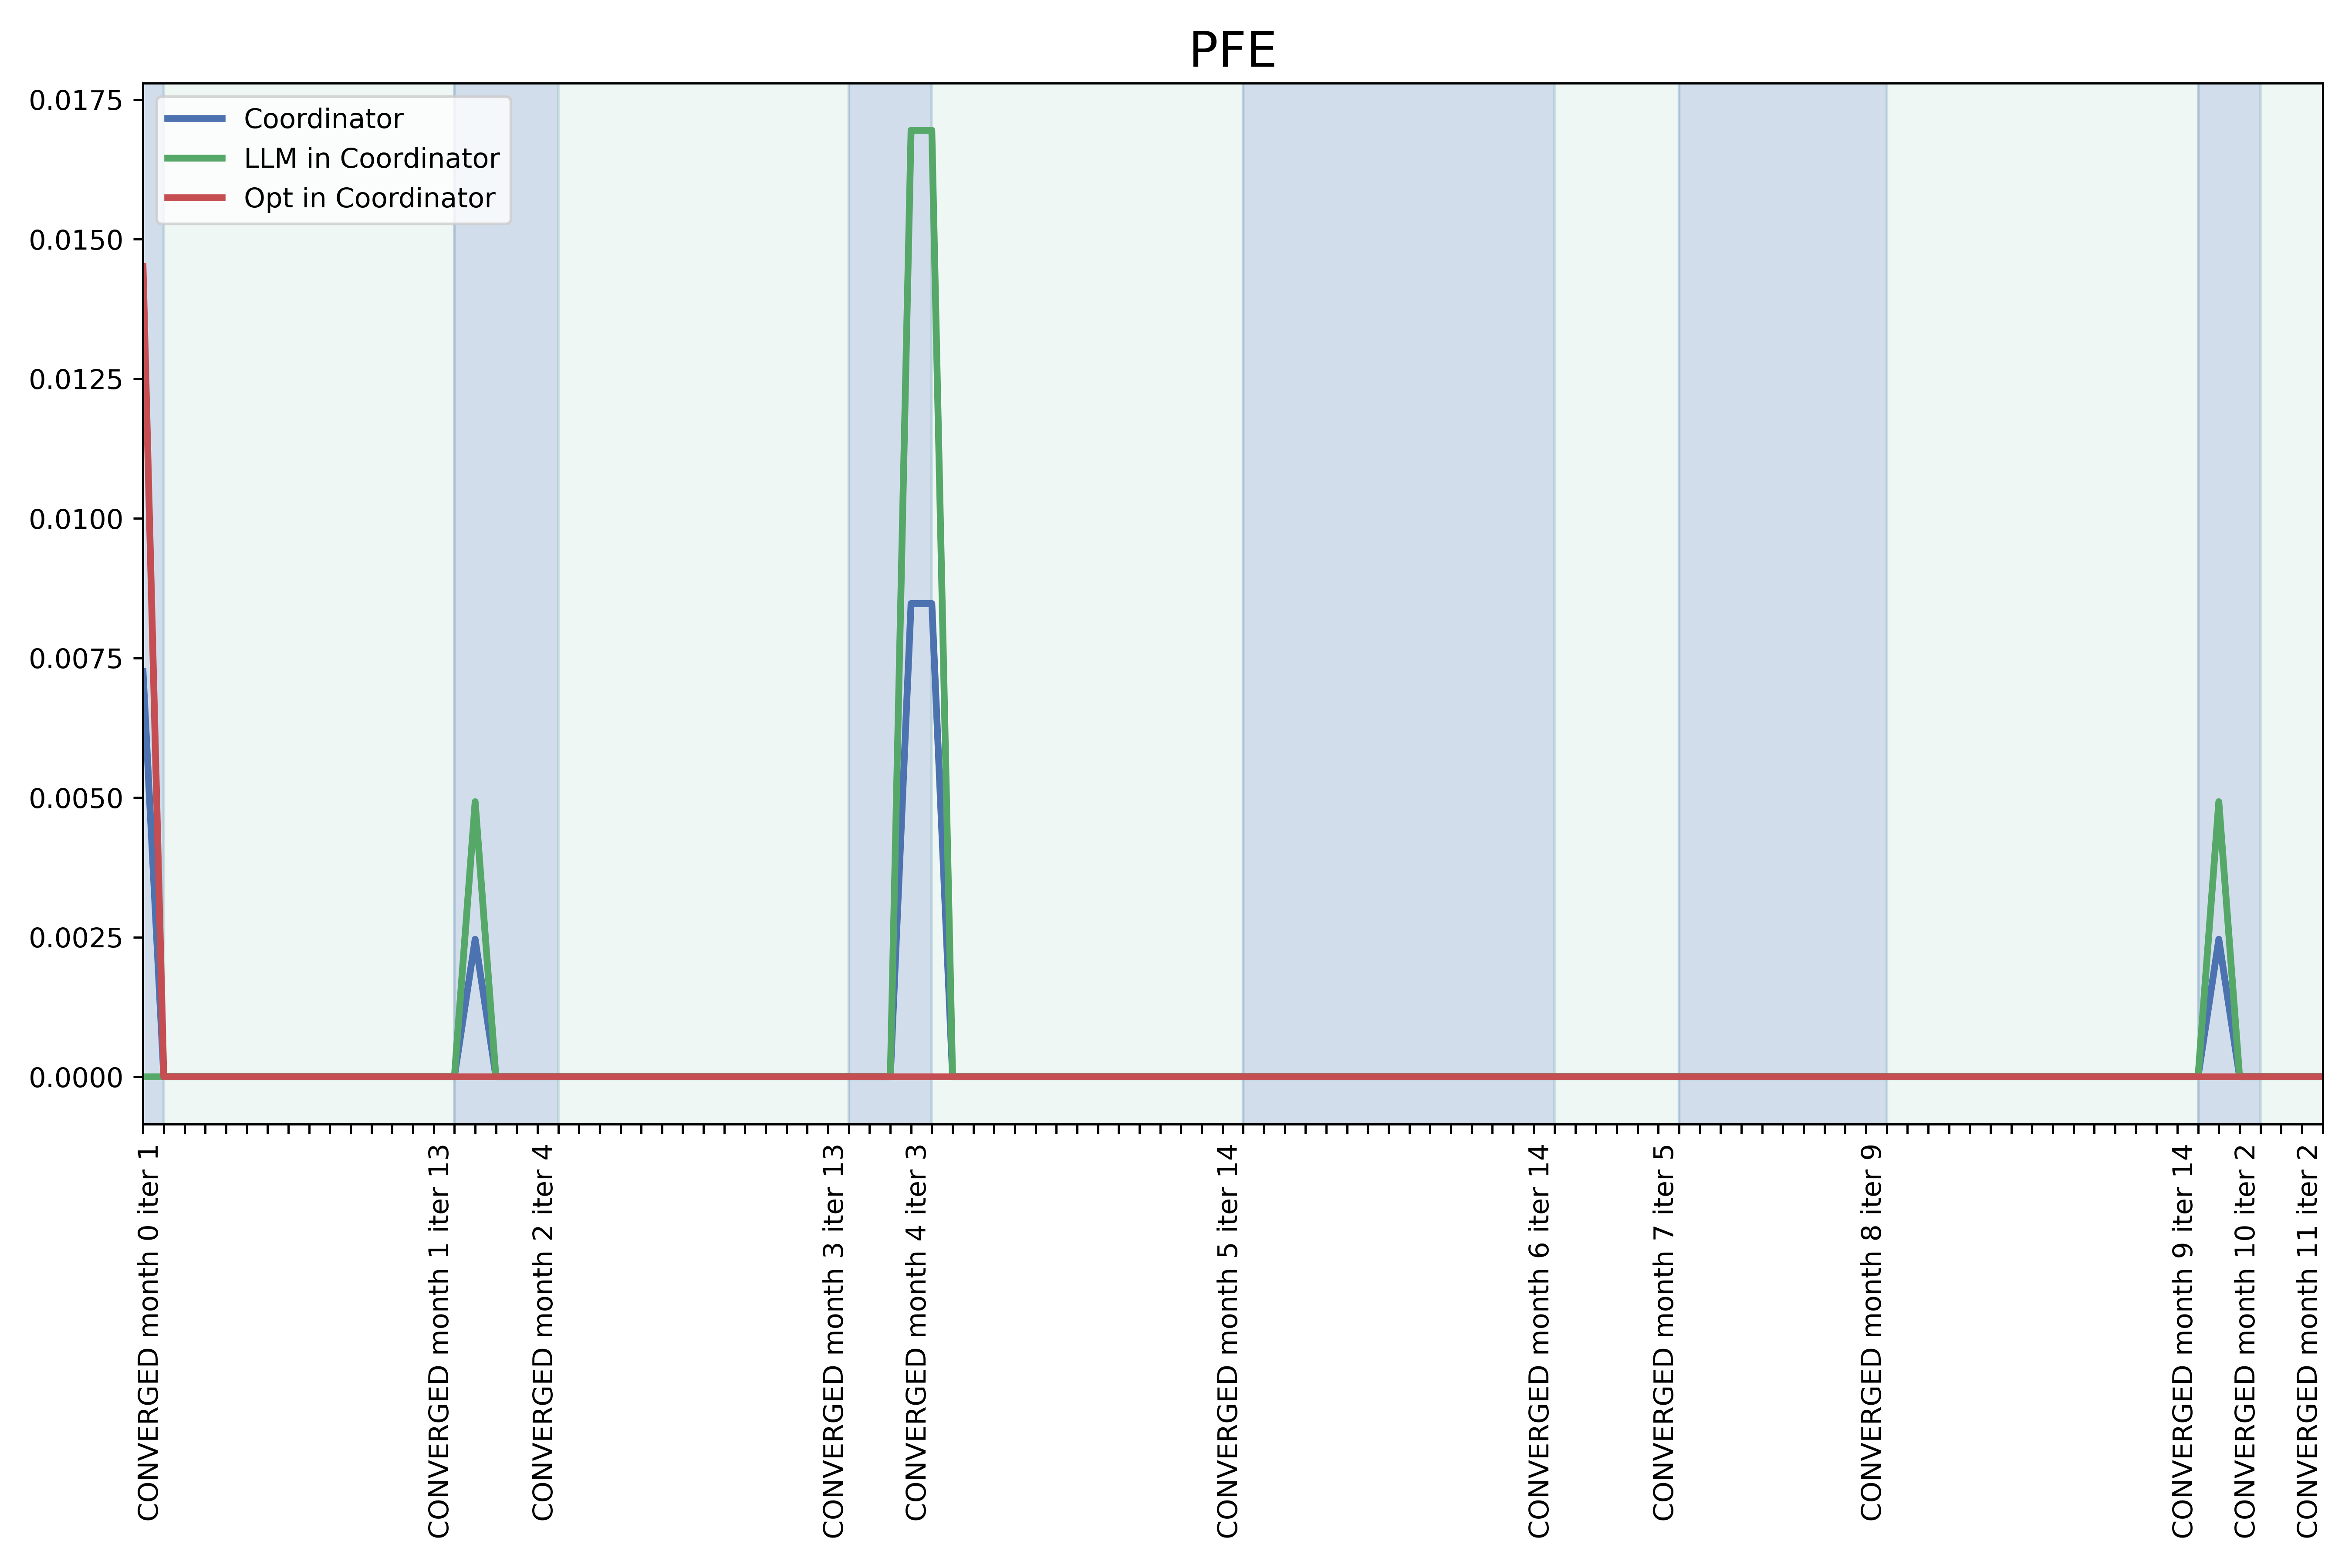 PFE
0.0175
0.0150
0.0125
0.0100
0.0075
0.0050
0.0025
0.0000
Coordinator
LLM in Coordinator
Opt in Coordinator
CONVERGED month 0 iter 1
CONVERGED month 1 iter 13
CONVERGED month 2 iter 4
CONVERGED month 3 iter 13
CONVERGED month 4 iter 3
CONVERGED month 5 iter 14
CONVERGED month 6 iter 14
CONVERGED month 7 iter 5
CONVERGED month 8 iter 9
CONVERGED month 9 iter 14
CONVERGED month 10 iter 2
CONVERGED month 11 iter 2